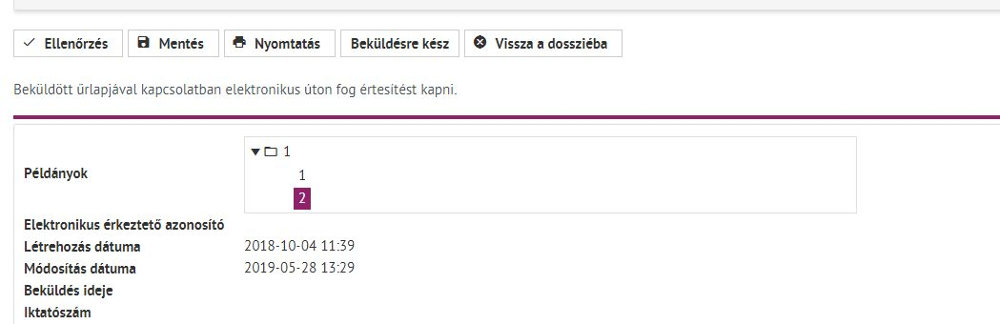 Ellenőrzés Mentés Nyomtatás Beküldésre kész Vissza a dossziéba
Beküldött űrlapjával kapcsolatban elektronikus úton fog értesítést kapni.
1
Példányok 1
2
Elektronikus érkeztető azonosító
Létrehozás dátuma 2018-10-04 11:39
Módosítás dátuma 2019-05-28 13:29
Beküldés ideje
Iktatószám